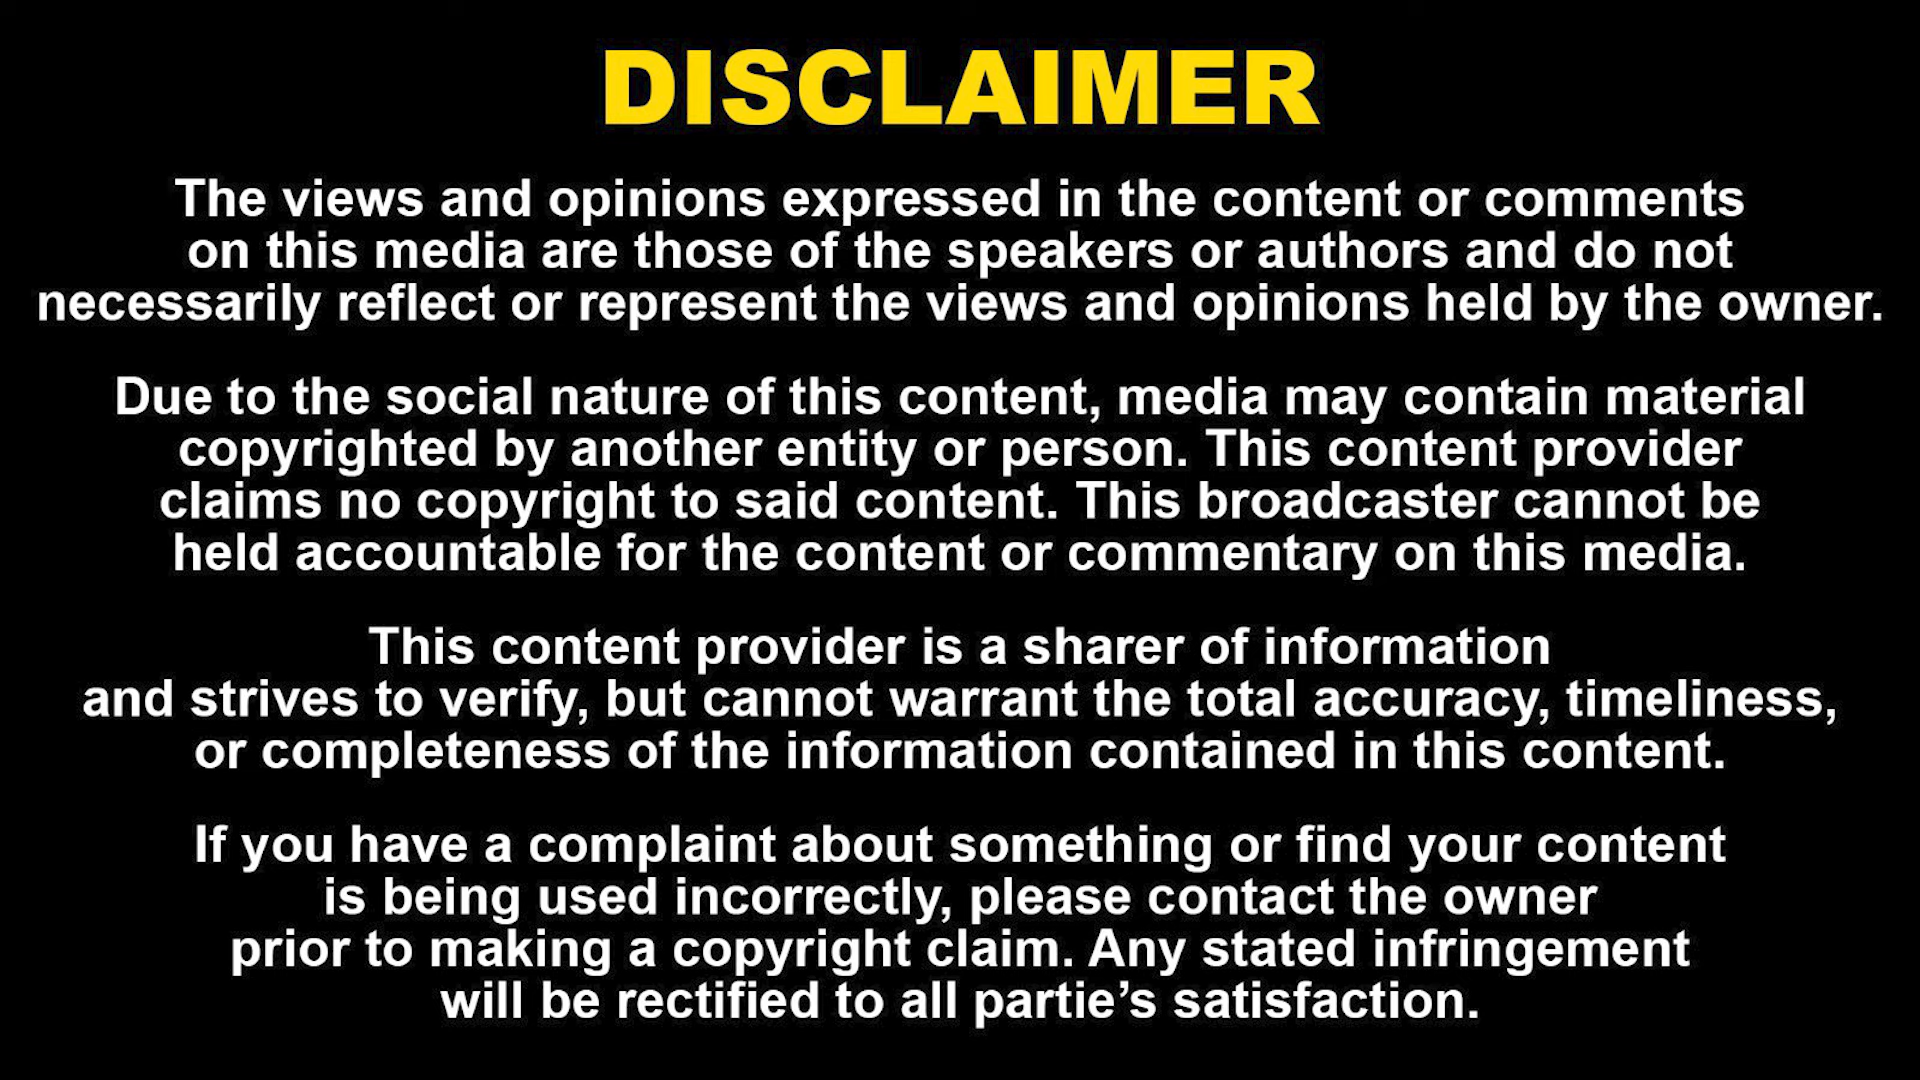 DISCLAIMER
The views and opinions expressed in the content or comments
on this media are those of the speakers or authors and do not
necessarily reflect or represent the views and opinions held by the owner.
Due to the social nature of this content, media may contain material
copyrighted by another entity or person. This content provider
claims no copyright to said content. This broadcaster cannot be
held accountable for the content or commentary on this media.
This content provider is a sharer of information
and strives to verify, but cannot warrant the total accuracy, timeliness,
or completeness of the information contained in this content.
If you have a complaint about something or find your content
is being used incorrectly, please contact the owner
prior to making a copyright claim. Any stated infringement
will be rectified to all partie’s satisfaction.